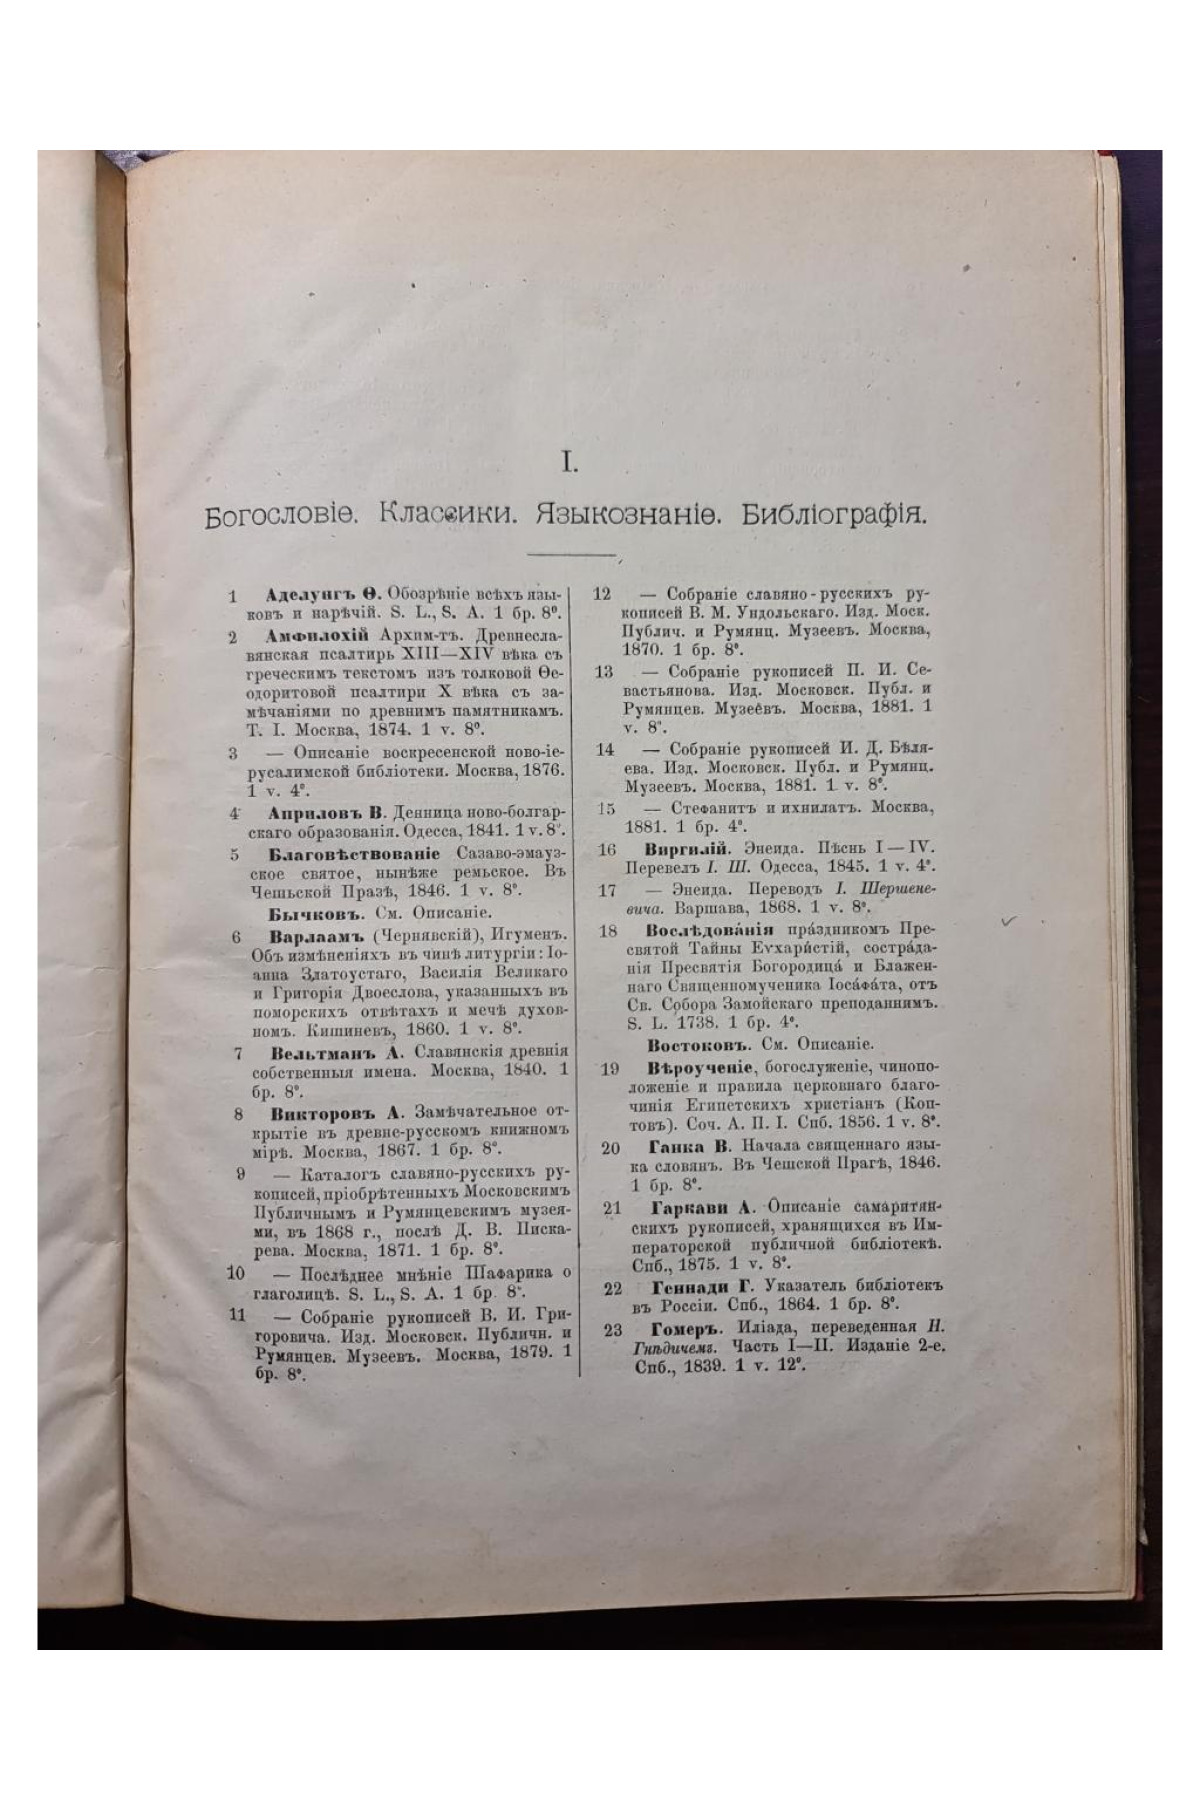 I.
Богословіе. Классики. Языкознаніе. Библіографія.
1 Аделунгъ Ѳ. Обозрѣніе всѣхъ язы-
ковъ и нарѣчій. S. L., S. A. 1 бр. 8°.
2 Амфилохій Архим-тъ. Древнесла-
вянская псалтирь XIII—XIV вѣка съ
греческимъ текстомъ изъ толковой Ѳе-
одоритовой псалтири X вѣка съ за-
мѣчаніями по древнимъ памятникамъ.
Т. I. Москва, 1874. 1 v. 8°.
3 — Описаніе воскресенской ново-іе-
русалимской библіотеки. Москва, 1876.
1 v. 4°.
4 Априловъ В. Денница ново-болгар-
скаго образованія. Одесса, 1841. 1 v. 8°.
5 Благовѣствованіе Сазаво-эмауз-
ское святое, нынѣже ремьское. Въ
Чешьской Празѣ, 1846. 1 v. 8°.
Бычковъ. См. Описаніе.
6 Варлаамъ (Чернявскій), Игуменъ.
Объ измѣненіяхъ въ чинѣ литургіи: Іо-
анна Златоустаго, Василія Великаго
и Григорія Двоеслова, указанныхъ въ
поморскихъ отвѣтахъ и мечѣ духов-
номъ. Кишиневъ, 1860. 1 v. 8°.
7 Вельтманъ А. Славянскія древнія
собственныя имена. Москва, 1840. 1
бр. 8°.
8 Викторовъ А. Замѣчательное от-
крытіе въ древне-русскомъ книжномъ
мірѣ. Москва, 1867. 1 бр. 8°.
9 — Каталогъ славяно-русскихъ ру-
кописей, пріобрѣтенныхъ Московскимъ
Публичнымъ и Румянцевскимъ музея-
ми, въ 1868 г., послѣ Д. В. Писка-
рева. Москва, 1871. 1 бр. 8°.
10 — Послѣднее мнѣніе Шафарика о
глаголицѣ. S. L., S. A. 1 бр. 8°.
11 — Собраніе рукописей В. И. Гри-
горовича. Изд. Московск. Публичн. и
Румянцев. Музеевъ. Москва, 1879. 1
бр. 8°.
12 — Собраніе славяно-русскихъ ру-
кописей В. М. Ундольскаго. Изд. Моск.
Публич. и Румянц. Музеевъ. Москва,
1870. 1 бр. 8°.
13 — Собраніе рукописей П. И. Се-
вастьянова. Изд. Московск. Публ. и
Румянцев. Музеевъ. Москва, 1881. 1
v. 8°.
14 — Собраніе рукописей И. Д. Бѣля-
ева. Изд. Московск. Публ. и Румянц.
Музеевъ. Москва, 1881. 1 v. 8°.
15 — Стефанитъ и ихнилатъ. Москва,
1881. 1 бр. 4°.
16 Виргилій. Энеида. Пѣснь I—IV.
Перевелъ І. Ш. Одесса, 1845. 1 v. 4°.
17 — Энеида. Переводъ І. Шершене-
вича. Варшава, 1868. 1 v. 8°.
18 Вослѣдова́нія пра́здникомъ Пре-
святой Тайны Еѵхари́стій, состра́да-
нія Пресвятія Богородица́ и Блажен-
наго Священномученика Іоса́фа́та, отъ
Св. Собора Замойскаго преподаннимъ.
S. L. 1738. 1 бр. 4°.
Востоковъ. См. Описаніе.
19 Вѣроученіе, богослуженіе, чинопо-
ложеніе и правила церковнаго благо-
чинія Египетскихъ христіанъ (Коп-
товъ). Соч. А. П. І. Спб. 1856. 1 v. 8°.
20 Ганка В. Начала священнаго язы-
ка словянъ. Въ Чешской Прагѣ, 1846.
1 бр. 8°.
21 Гаркави А. Описаніе самаритян-
скихъ рукописей, хранящихся въ Им-
ператорской публичной библіотекѣ.
Спб., 1875. 1 v. 8°.
22 Геннади Г. Указатель библіотекъ
въ Россіи. Спб., 1864. 1 бр. 8°.
23 Гомеръ. Иліада, переведенная Н.
Гнѣдичемъ. Часть I—II. Изданіе 2-е.
Спб., 1839. 1 v. 12°.